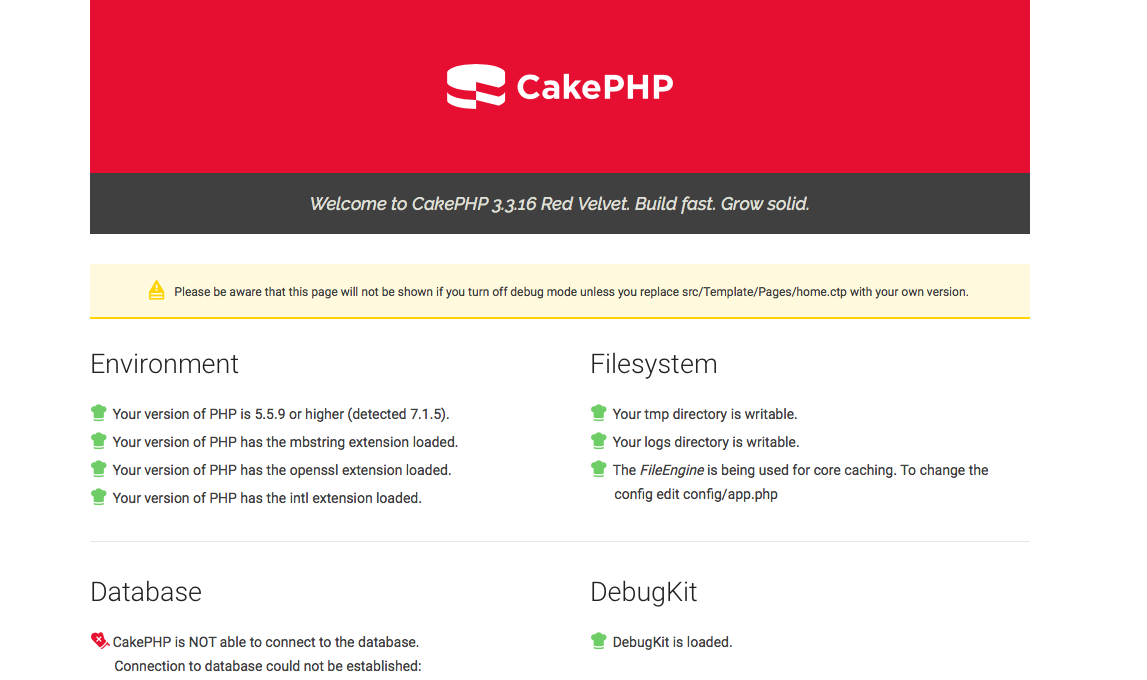 CakePHP
Welcome to CakePHP 3.3.16 Red Velvet. Build fast. Grow solid.
Please be aware that this page will not be shown if you turn off debug mode unless you replace src/Template/Pages/home.ctp with your own version.
Environment
Your version of PHP is 5.5.9 or higher (detected 7.1.5).
Your version of PHP has the mbstring extension loaded.
Your version of PHP has the openssl extension loaded.
Your version of PHP has the intl extension loaded.
Filesystem
Your tmp directory is writable.
Your logs directory is writable.
The FileEngine is being used for core caching. To change the
config edit config/app.php
Database
CakePHP is NOT able to connect to the database.
Connection to database could not be established:
DebugKit
DebugKit is loaded.